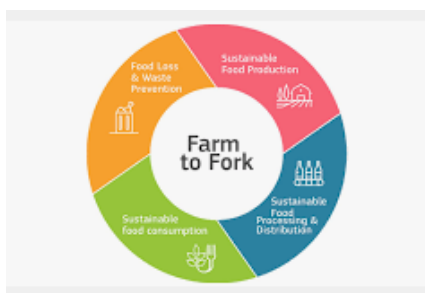 Food Loss
& Waste
Prevention
Sustainable
Food Production
Farm
to Fork
Sustainable
Food
Processing &
Distribution
Sustainable
food consumption